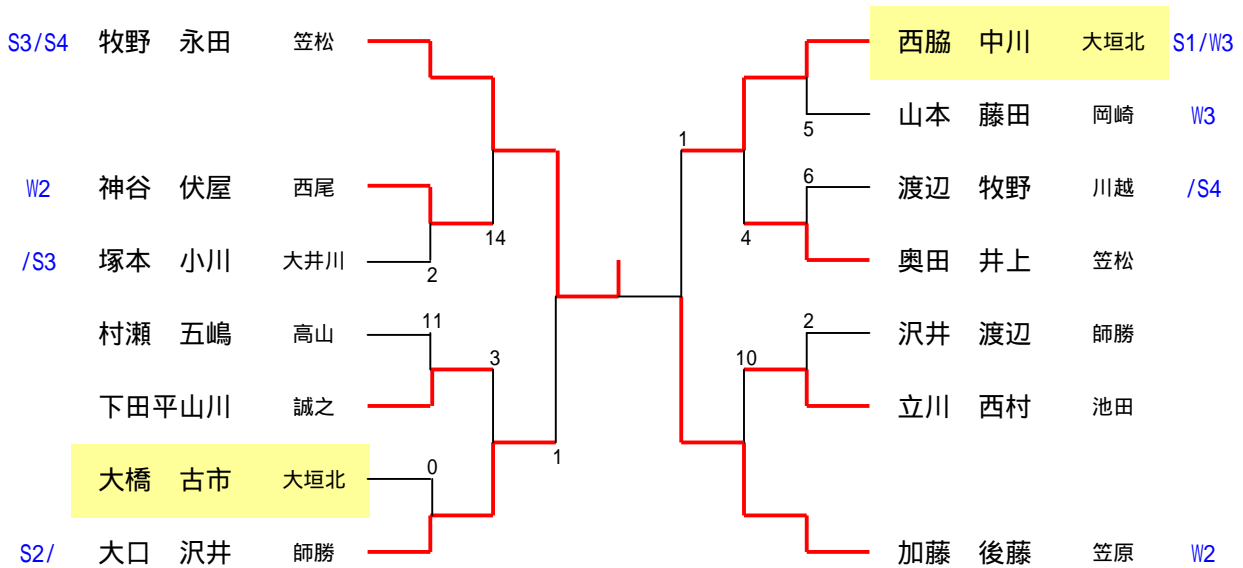 S3/S4 牧野 永田 笠松
W2 神谷 伏屋 西尾
/S3 塚本 小川 大井川
村瀬 五嶋 高山
下田平山川 誠之
大橋 古市 大垣北
S2/ 大口 沢井 師勝
14
2
11
3
0
1
西脇 中川 大垣北 S1/W3
山本 藤田 岡崎 W3
渡辺 牧野 川越 /S4
奥田 井上 笠松
沢井 渡辺 師勝
立川 西村 池田
加藤 後藤 笠原 W2
5
1
6
4
2
10